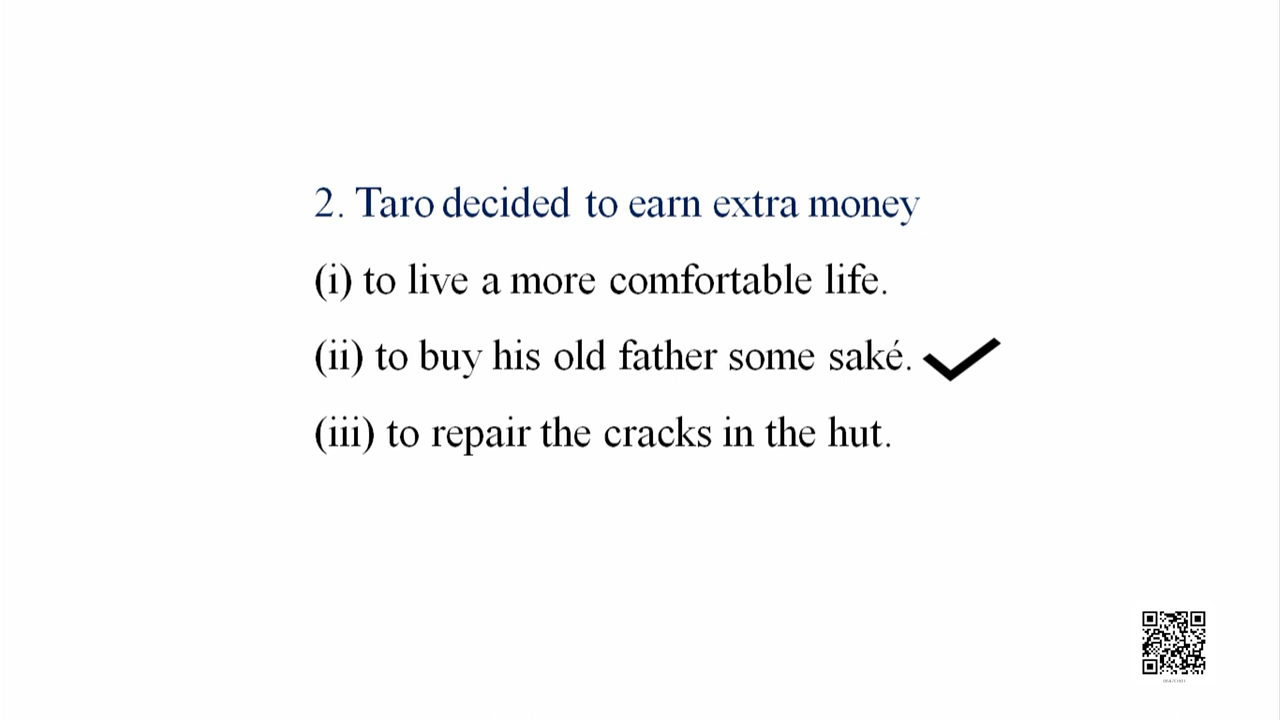 2. Taro decided to earn extra money
(i) to live a more comfortable life.
(ii) to buy his old father some saké.
(iii) to repair the cracks in the hut.